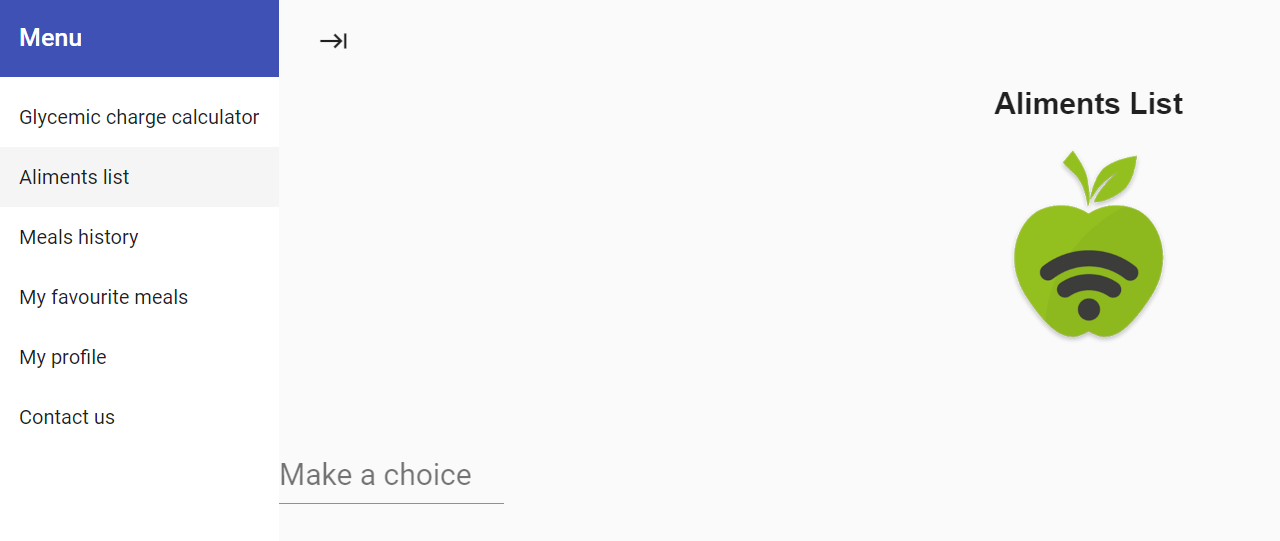 Menu
Glycemic charge calculator
Aliments list
Meals history
My favourite meals
My profile
Contact us
Aliments List
Make a choice